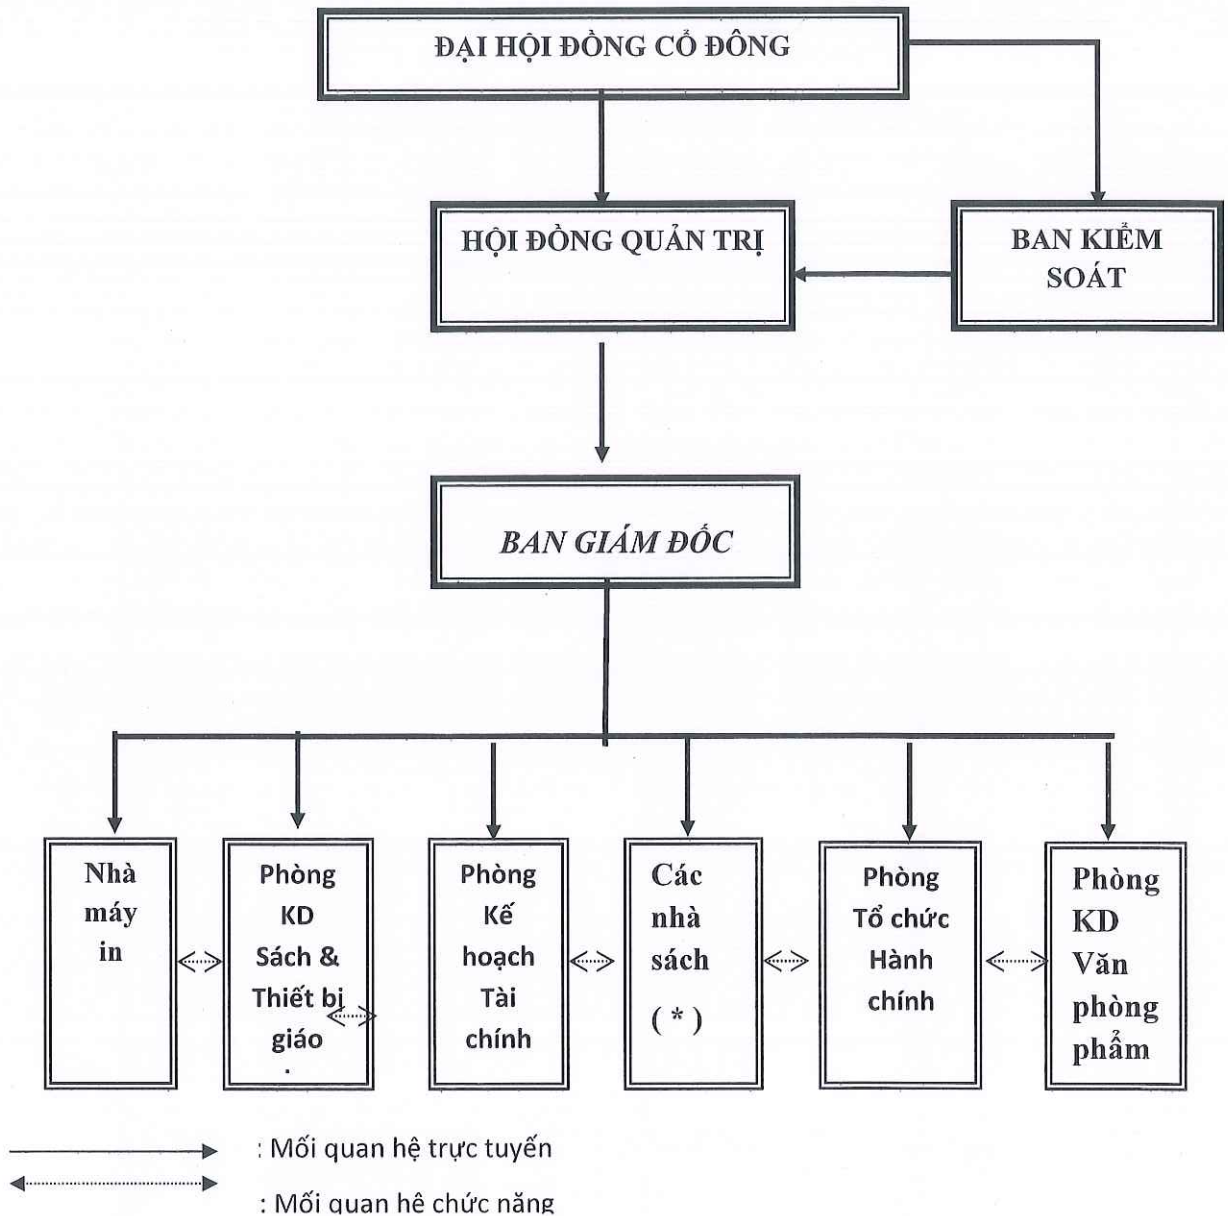 ĐẠI HỘI ĐỒNG CỔ ĐÔNG
HỘI ĐỒNG QUẢN TRỊ
BAN KIỂM
SOÁT
BAN GIÁM ĐỐC
Nhà
máy
in
Phòng
KD
Sách &
Thiết bị
giáo
Phòng
Kế
hoạch
Tài
chính
Các
nhà
sách
( * )
Phòng
Tổ chức
Hành
chính
Phòng
KD
Văn
phòng
phẩm
: Mối quan hệ trực tuyến
: Mối quan hê chức năng